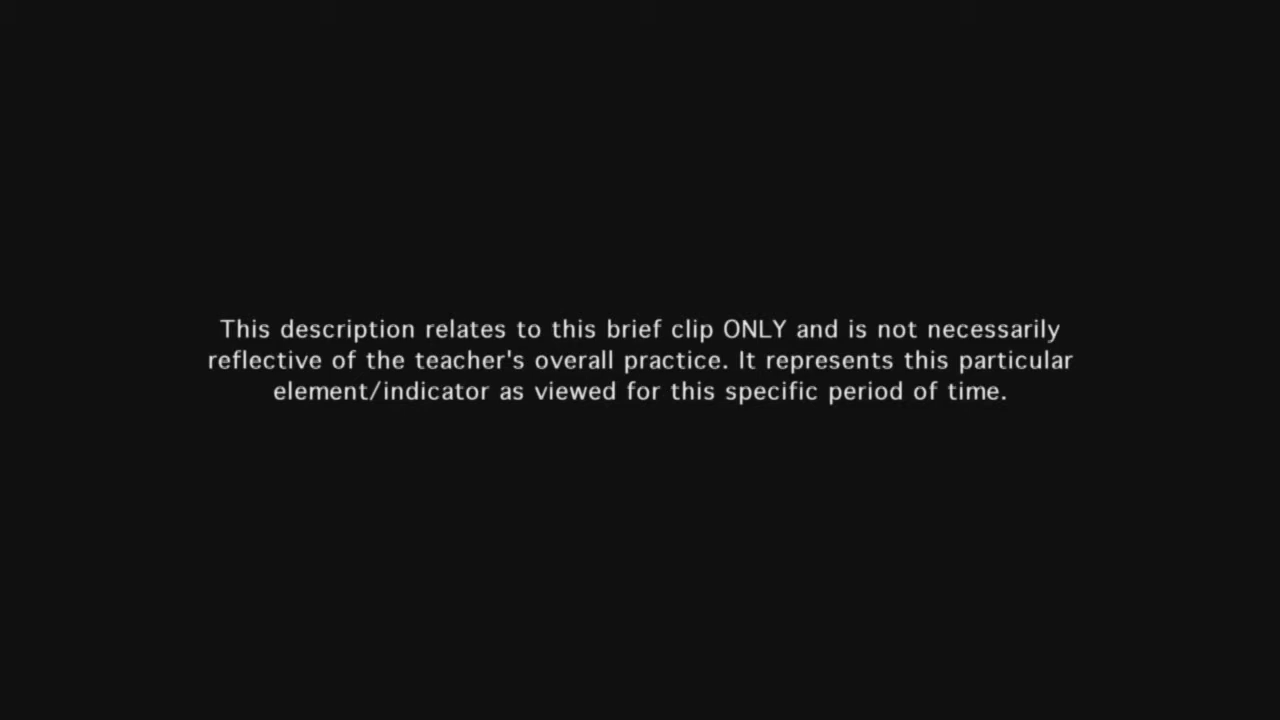 This description relates to this brief clip ONLY and is not necessarily
reflective of the teacher's overall practice. It represents this particular
element/indicator as viewed for this specific period of time.